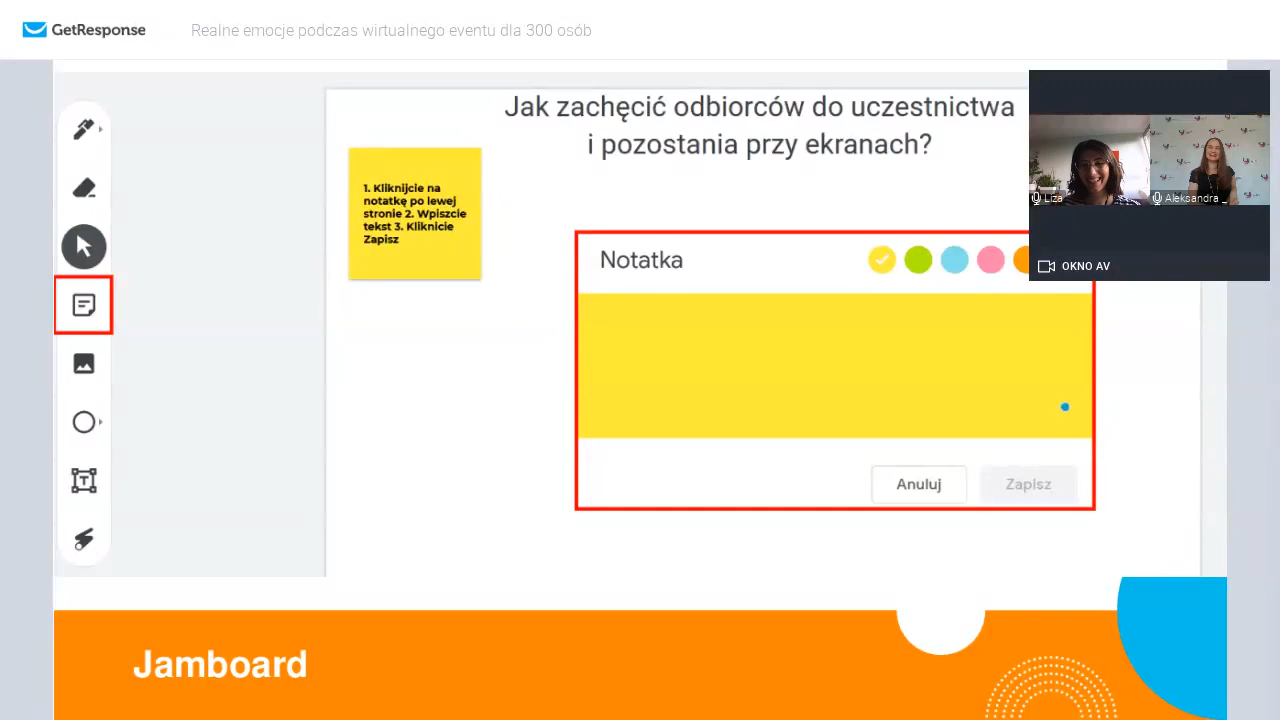 GetResponse
Realne emocje podczas wirtualnego eventu dla 300 osób
Jak zachęcić odbiorców do uczestnictwa
i pozostania przy ekranach?
1. Kliknijcie na
notatkę po lewej
stronie 2. Wpiszcie
tekst 3. Kliknicie
Zapisz
Notatka
Liza
Aleksandra _
OKNO AV
Anuluj
Zapisz
Jamboard